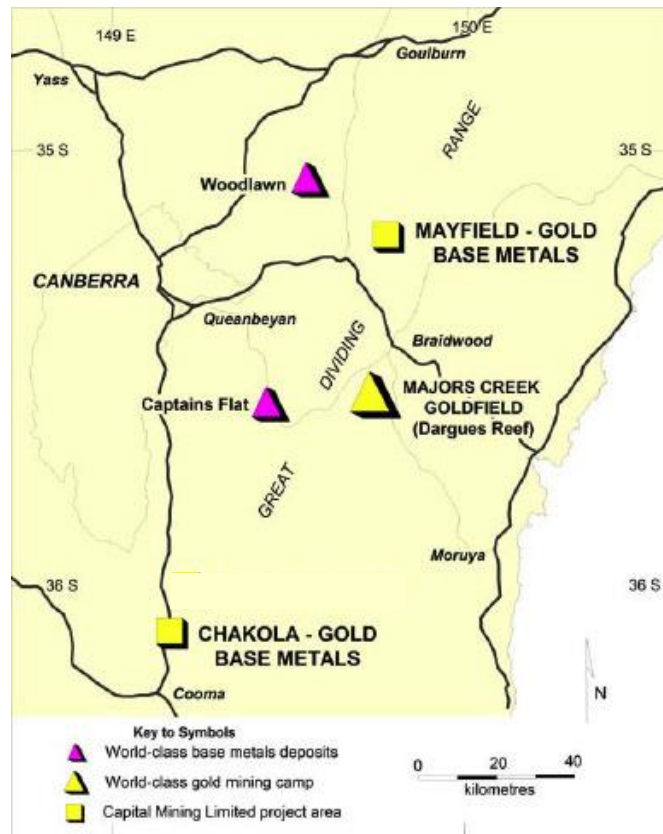 149 E
150 E
Goulburn
Yass
RANGE
35 S
35 S
Woodlawn
MAYFIELD - GOLD
BASE METALS
CANBERRA
Queanbeyan
DIVIDING
Braidwood
Captains Flat
MAJORS CREEK
GOLDFIELD
(Dargues Reef)
GREAT
Moruya
36 S
36 S
CHAKOLA - GOLD
BASE METALS
Cooma
N
Key to Symbols
World-class base metals deposits
World-class gold mining camp
Capital Mining Limited project area
0 20 40
kilometres